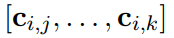 [c_{i,j}, . . . , c_{i,k}]